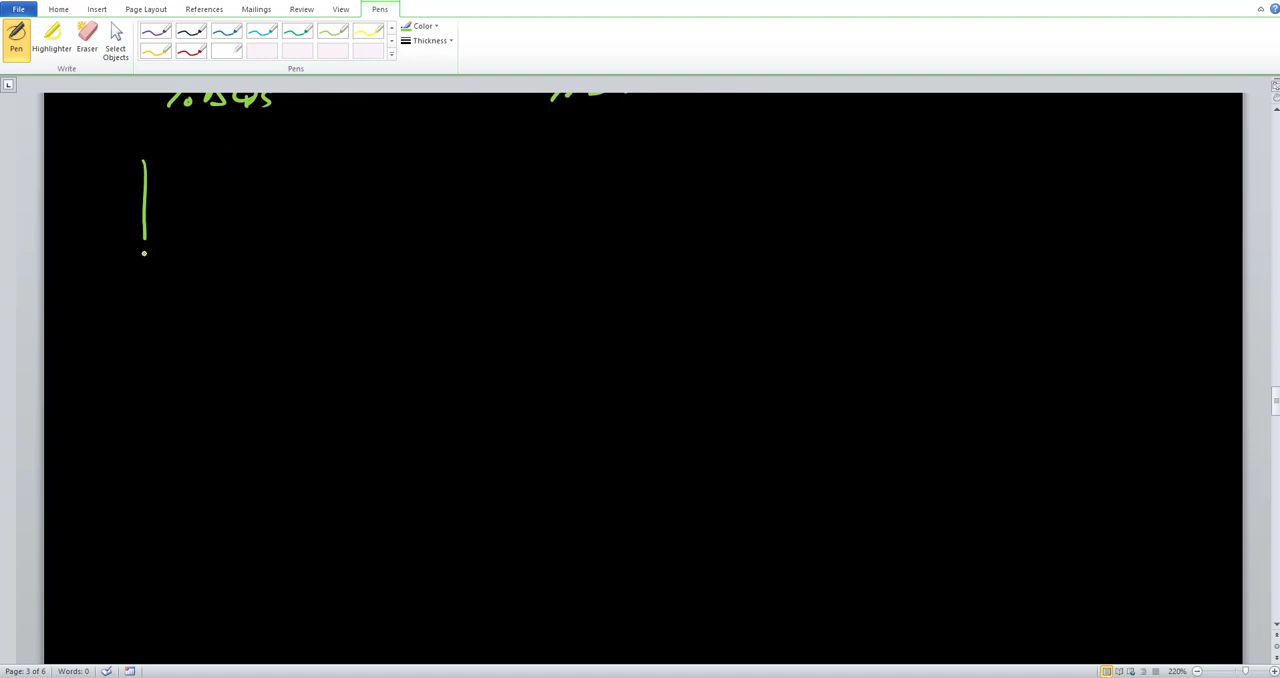 File Home Insert Page Layout References Mailings Review View Pens
Pen Highlighter Eraser Select Objects
Color
Thickness
Write Pens
Page: 3 of 6 Words: 0 220%